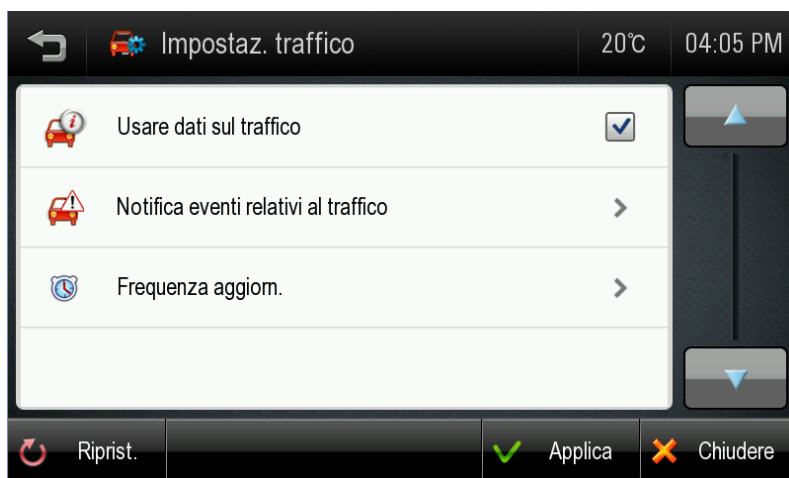 Impostaz. traffico 20°C 04:05 PM
Usare dati sul traffico
Notifica eventi relativi al traffico
Frequenza aggiorn.
Riprist. Applica Chiudere